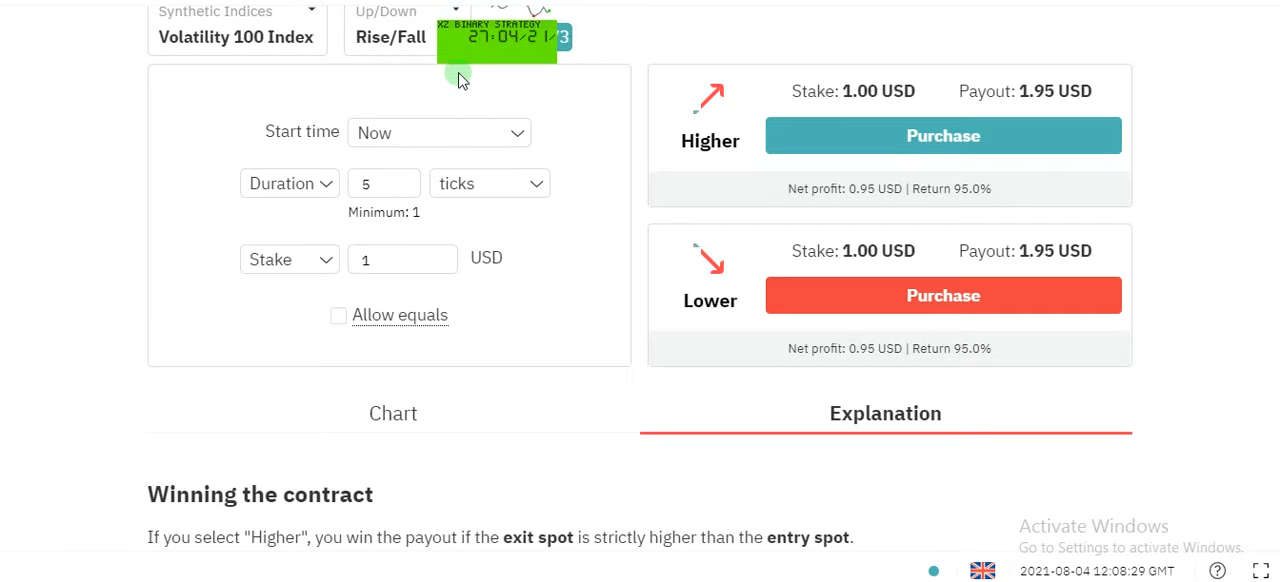 Synthetic Indices
Up/Down
Volatility 100 Index
Rise/Fall
XZ BINARY STRATEGY
27:04/21/
3
Stake: 1.00 USD
Payout: 1.95 USD
Higher
Purchase
Net profit: 0.95 USD | Return 95.0%
Start time
Now
Duration
5
ticks
Minimum: 1
Stake
1
USD
Allow equals
Stake: 1.00 USD
Payout: 1.95 USD
Lower
Purchase
Net profit: 0.95 USD | Return 95.0%
Chart
Explanation
Winning the contract
If you select "Higher", you win the payout if the exit spot is strictly higher than the entry spot.
Activate Windows
Go to Settings to activate Windows.
2021-08-04 12:08:29 GMT